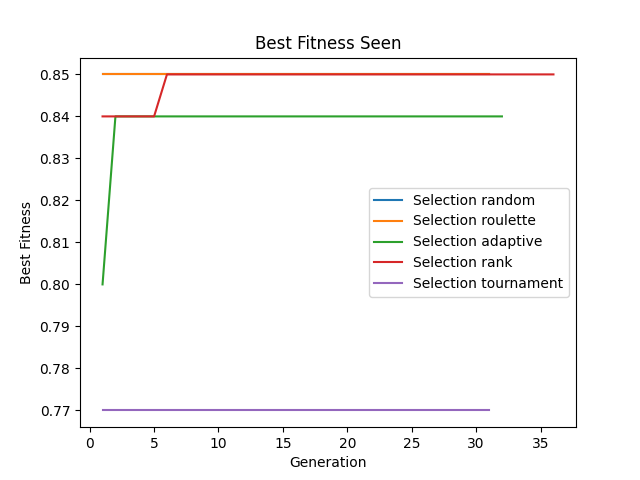 Best Fitness Seen
Best Fitness
0.85
0.84
0.83
0.82
0.81
0.80
0.79
0.78
0.77
Selection random
Selection roulette
Selection adaptive
Selection rank
Selection tournament
0 5 10 15 20 25 30 35
Generation